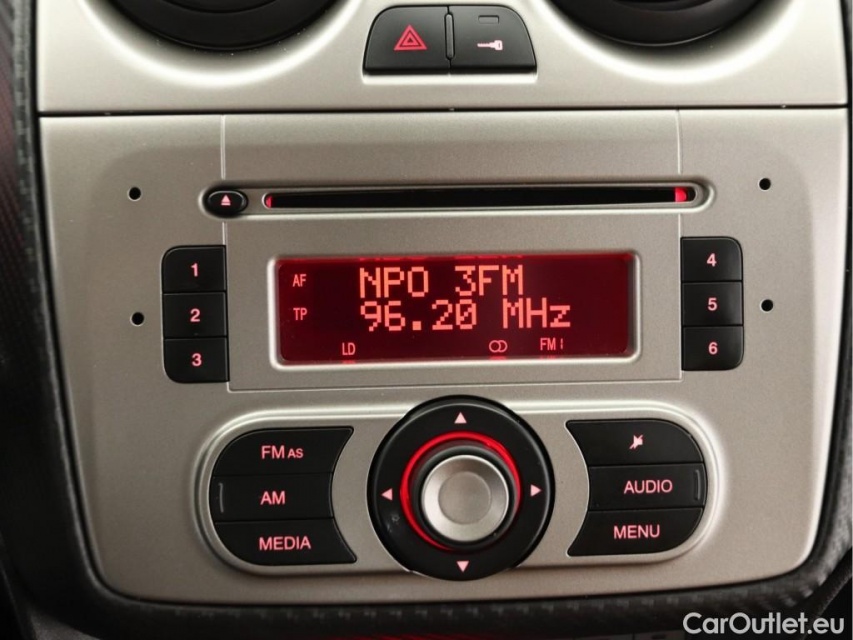 AF
NPO 3FM
TP
96.20 MHz
LD
FM1
1
2
3
4
5
6
FM AS
AM
MEDIA
AUDIO
MENU
CarOutlet.eu